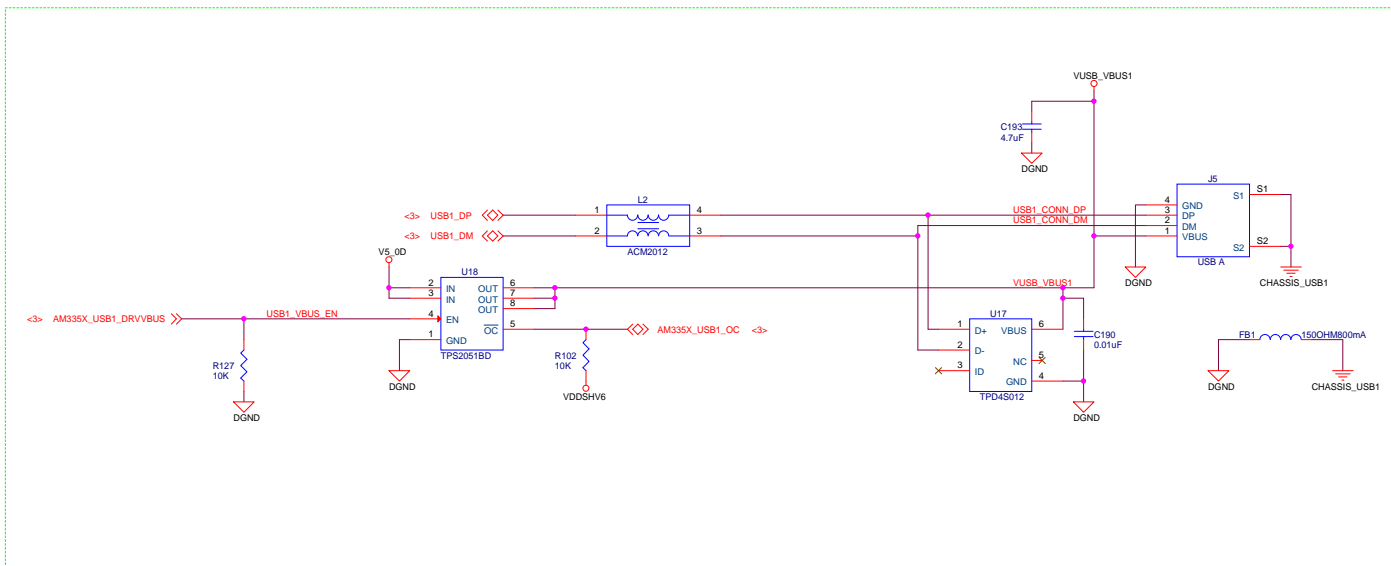 VUSB_VBUS1
C193
4.7uF
DGND
J5
S1 S1
4 GND
3 DP
2 DM
1 VBUS
S2 S2
USB A
DGND
CHASSIS_USB1
L2
<3> USB1_DP 1 4 USB1_CONN_DP
<3> USB1_DM 2 3 USB1_CONN_DM
ACM2012
V5_0D
U18
2 IN OUT 6
3 IN OUT 7
OUT 8
<3> AM335X_USB1_DRVVBUS USB1_VBUS_EN 4 EN
OC 5 AM335X_USB1_OC <3>
1 GND
TPS2051BD
DGND
R127
10K
DGND
R102
10K
VDDSHV6
VUSB_VBUS1
U17
1 D+ VBUS 6
2 D-
NC 5
3 ID
GND 4
TPD4S012
C190
0.01uF
DGND
FB1 150OHM800mA
DGND
CHASSIS_USB1